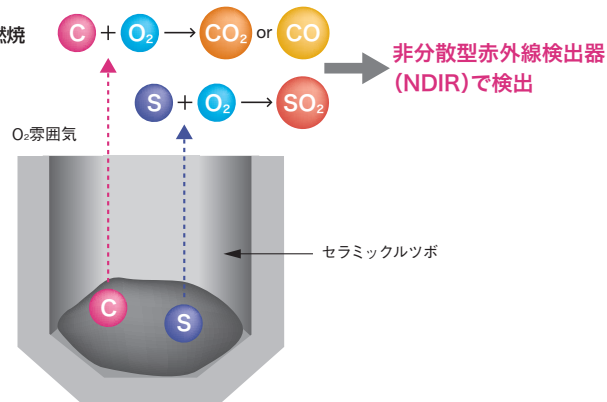 燃焼
C + O₂ → CO₂ or CO
S + O₂ → SO₂
非分散型赤外線検出器
(NDIR)で検出
O₂雰囲気
セラミックルツボ
C
S